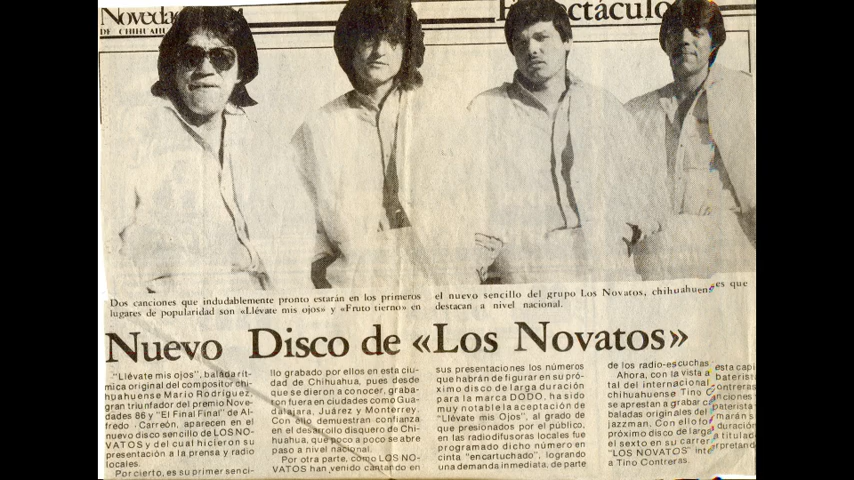 Noveda
Espectáculo
DE CHIHUAH
Dos canciones que indudablemente pronto estarán en los primeros
lugares de popularidad son «Llévate mis ojos» y «Fruto tierno» en
el nuevo sencillo del grupo Los Novatos, chihuahuenses que
destacan a nivel nacional.
Nuevo Disco de «Los Novatos»
"Llévate mis ojos", balada rít-
mica original del compositor chi-
huahuense Mario Rodríguez,
gran triunfador del premio Nove-
dades 86 y "El Final Final" de Al-
fredo Carreón, aparecen en el
nuevo disco sencillo de LOS NO-
VATOS y del cual hicieron su
presentación a la prensa y radio
locales.
Por cierto, es su primer senci-
llo grabado por ellos en esta ciu-
dad de Chihuahua, pues desde
que se dieron a conocer, graba-
ron fuera en ciudades como Gua-
dalajara, Juárez y Monterrey.
Con ello demuestran confianza
en el desarrollo disquero de Chi-
huahua, que poco a poco se abre
paso a nivel nacional.
Por otra parte, como LOS NO-
VATOS han venido cantando en
sus presentaciones los números
que habrán de figurar en su pró-
ximo disco de larga duración
para la marca DODO, ha sido
muy notable la aceptación de
"Llévate mis Ojos", al grado de
que presionados por el público,
en las radiodifusoras locales fue
programado dicho número en
cinta "encartuchado", logrando
una demanda inmediata, de parte
de los radio-escuchas
Ahora, con la vista a
tal del internacional
chihuahuense Tino C
se aprestan a grabar
baladas originales del
jazzman. Con ello
próximo disco de larga
el sexto en su carrer
"LOS NOVATOS" inte
a Tino Contreras.
esta capi
baterist
contreras
anciones
baterista
marán s
duración
a titulad
erpretand